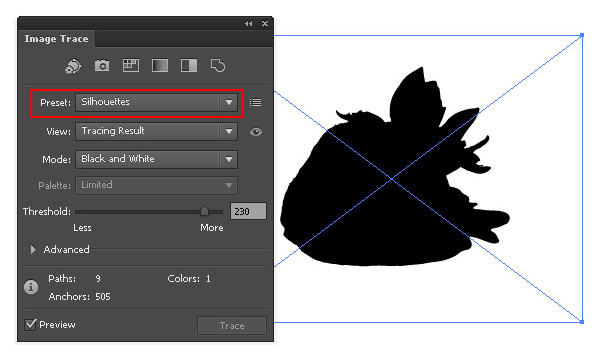 Image Trace
Preset: Silhouettes
View: Tracing Result
Mode: Black and White
Palette: Limited
Threshold: 230
Less More
Advanced
Paths: 9 Colors: 1
Anchors: 505
Preview Trace